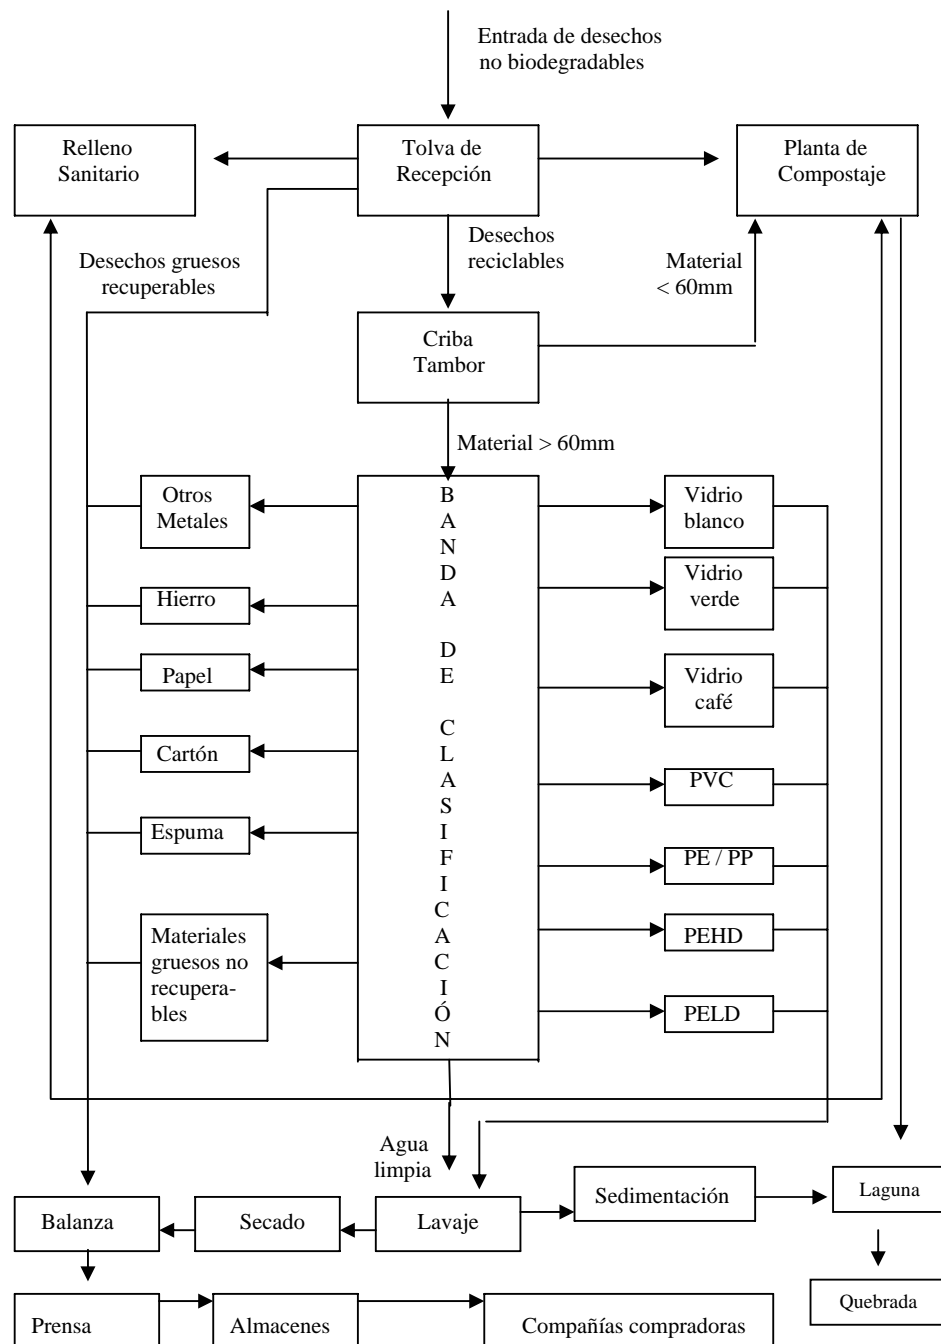 Entrada de desechos
no biodegradables
Relleno
Sanitario
Tolva de
Recepción
Planta de
Compostaje
Desechos gruesos
recuperables
Desechos
reciclables
Material
< 60mm
Criba
Tambor
Material > 60mm
Otros
Metales
Hierro
Papel
Cartón
Espuma
Materiales
gruesos no
recupera-
bles
B
A
N
D
A
D
E
C
L
A
S
I
F
I
C
A
C
I
Ó
N
Vidrio
blanco
Vidrio
verde
Vidrio
café
PVC
PE / PP
PEHD
PELD
Agua
limpia
Balanza
Secado
Lavaje
Sedimentación
Laguna
Quebrada
Prensa
Almacenes
Compañías compradoras